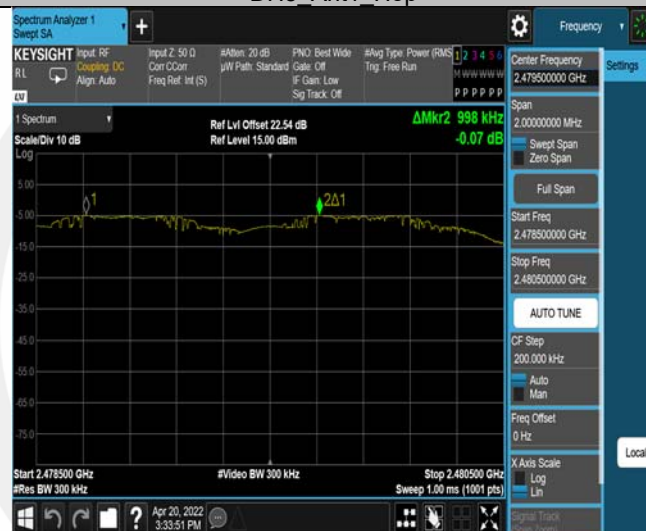 Spectrum Analyzer 1
Swept SA
Frequency
KEYSIGHT
RL
Input: RF
Coupling: DC
Align: Auto
Input Z: 50 Ω
Corr CCorr
Freq Ref: Int (S)
#Atten: 20 dB
µW Path: Standard
PNO: Best Wide
Gate: Off
IF Gain: Low
Sig Track: Off
#Avg Type: Power (RMS
Trig: Free Run
1 2 3 4 5 6
M W W W W W
P P P P P P
Center Frequency
2.479500000 GHz
Settings
Span
2.00000000 MHz
Swept Span
Zero Span
Full Span
Start Freq
2.478500000 GHz
Stop Freq
2.480500000 GHz
AUTO TUNE
CF Step
200.000 kHz
Auto
Man
Freq Offset
0 Hz
X Axis Scale
Log
Lin
Local
Signal Track
1 Spectrum
Scale/Div 10 dB
Log
Ref Lvl Offset 22.54 dB
Ref Level 15.00 dBm
ΔMkr2 998 kHz
-0.07 dB
1
2Δ1
5.00
-5.00
-15.0
-25.0
-35.0
-45.0
-55.0
-65.0
-75.0
Start 2.478500 GHz
#Res BW 300 kHz
#Video BW 300 kHz
Stop 2.480500 GHz
Sweep 1.00 ms (1001 pts)
Apr 20, 2022
3:33:51 PM